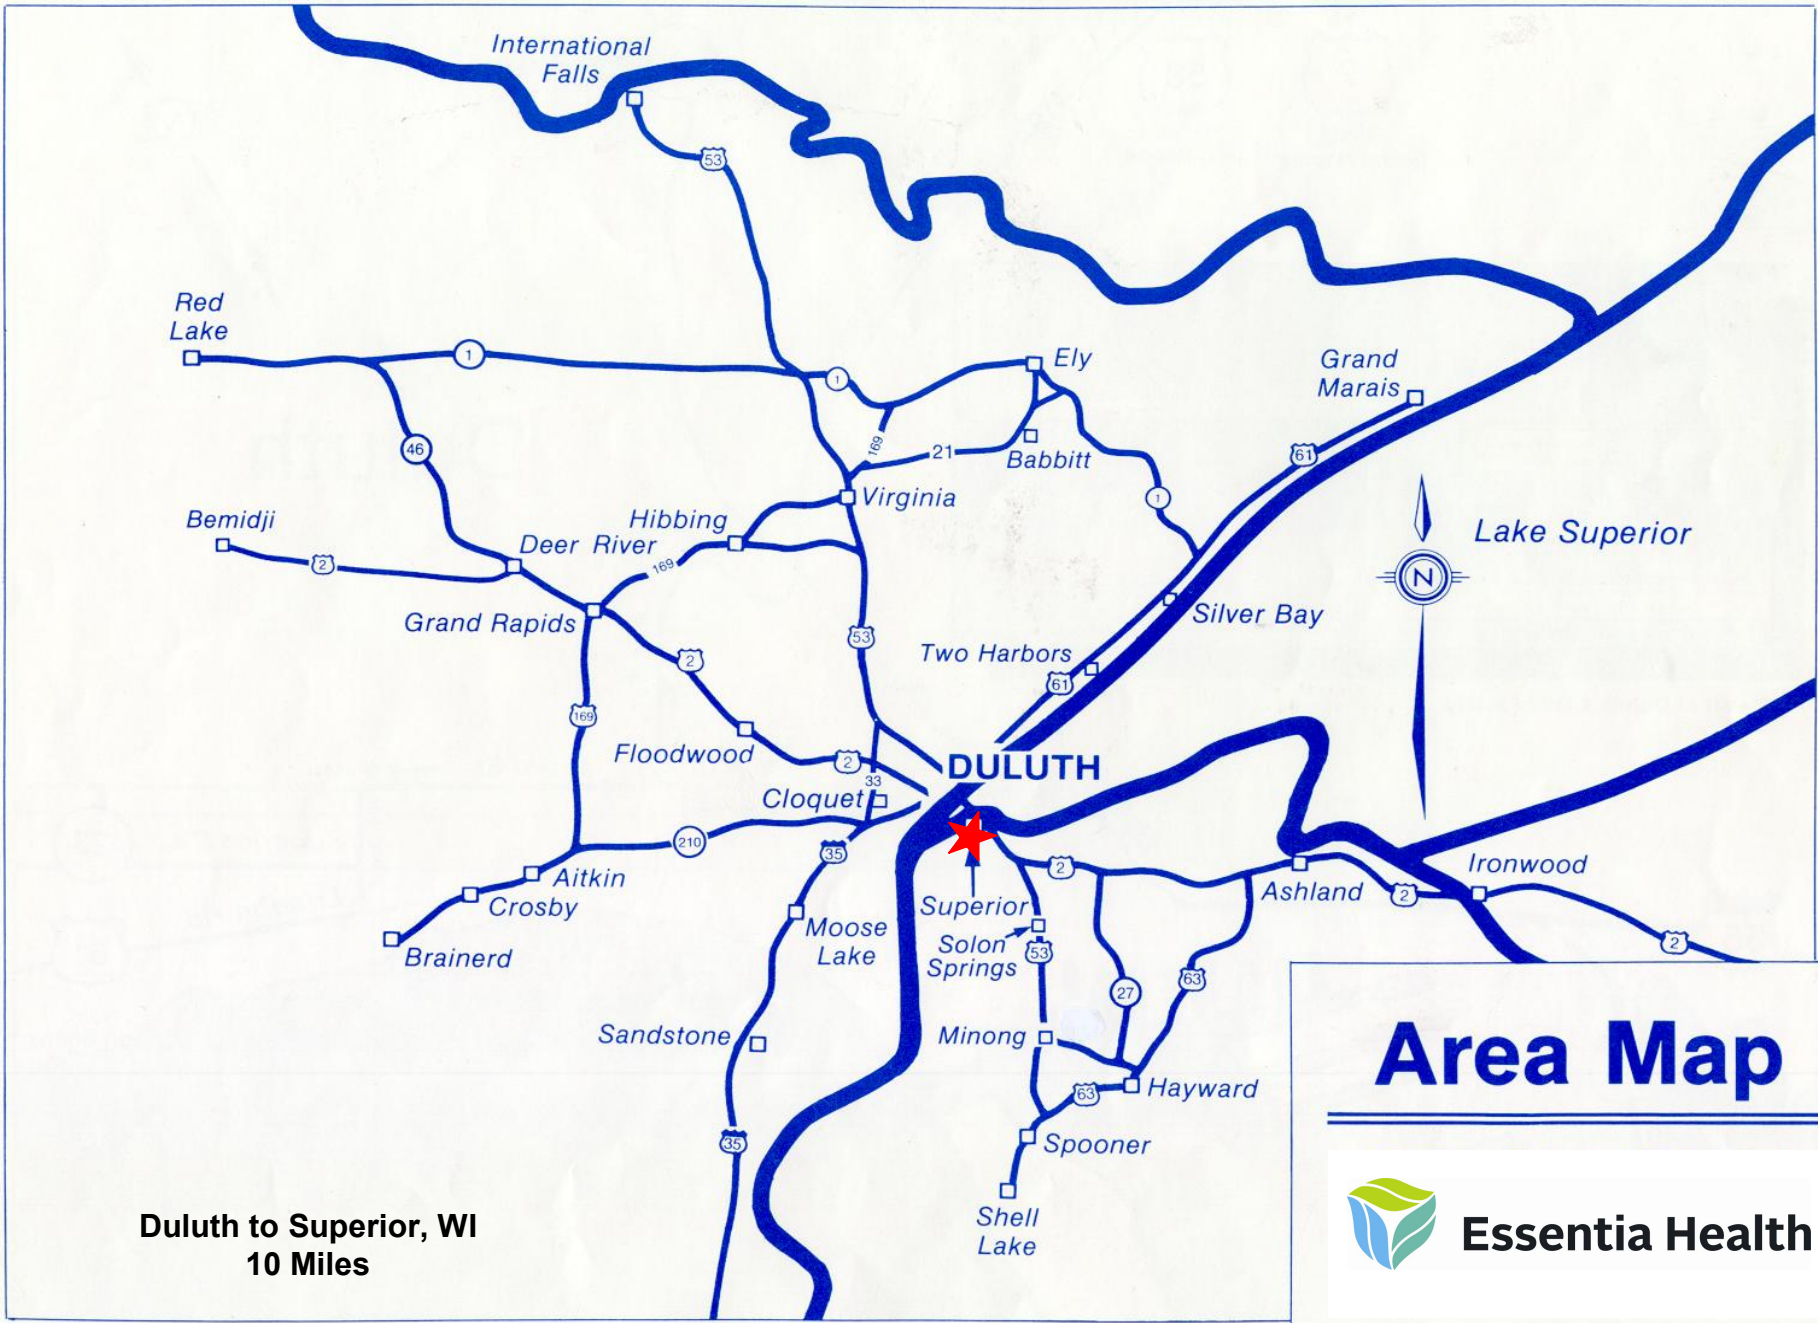 International
Falls
53
Red
Lake
1
1
Ely
Grand
Marais
46
169
21
Babbitt
61
Virginia
1
Bemidji
Hibbing
Lake Superior
2
Deer River
169
N
Grand Rapids
Silver Bay
53
Two Harbors
2
61
169
Floodwood
2
DULUTH
33
Cloquet
210
35
2
Ironwood
Aitkin
Ashland
2
Crosby
Superior
Moose
Lake
Solon
Springs
53
2
Brainerd
27
63
Sandstone
Minong
Area Map
63
Hayward
35
Spooner
Shell
Lake
Duluth to Superior, WI
10 Miles
Essentia Health